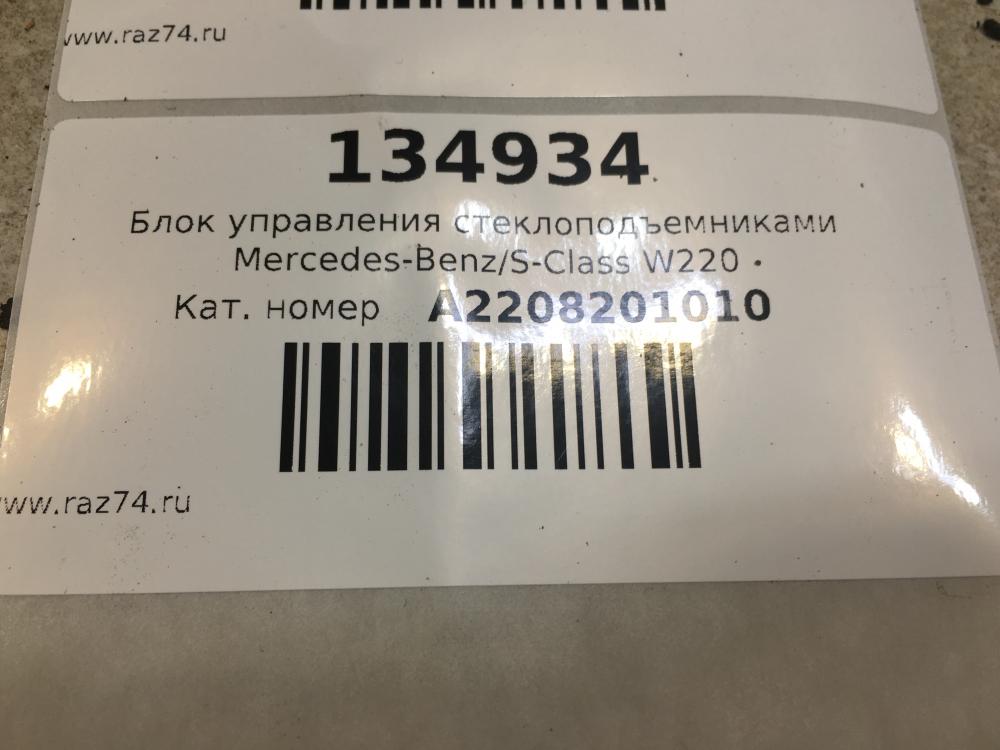 www.raz74.ru
134934
Блок управления стеклоподъемниками
Mercedes-Benz/S-Class W220
Кат. номер A2208201010
www.raz74.ru